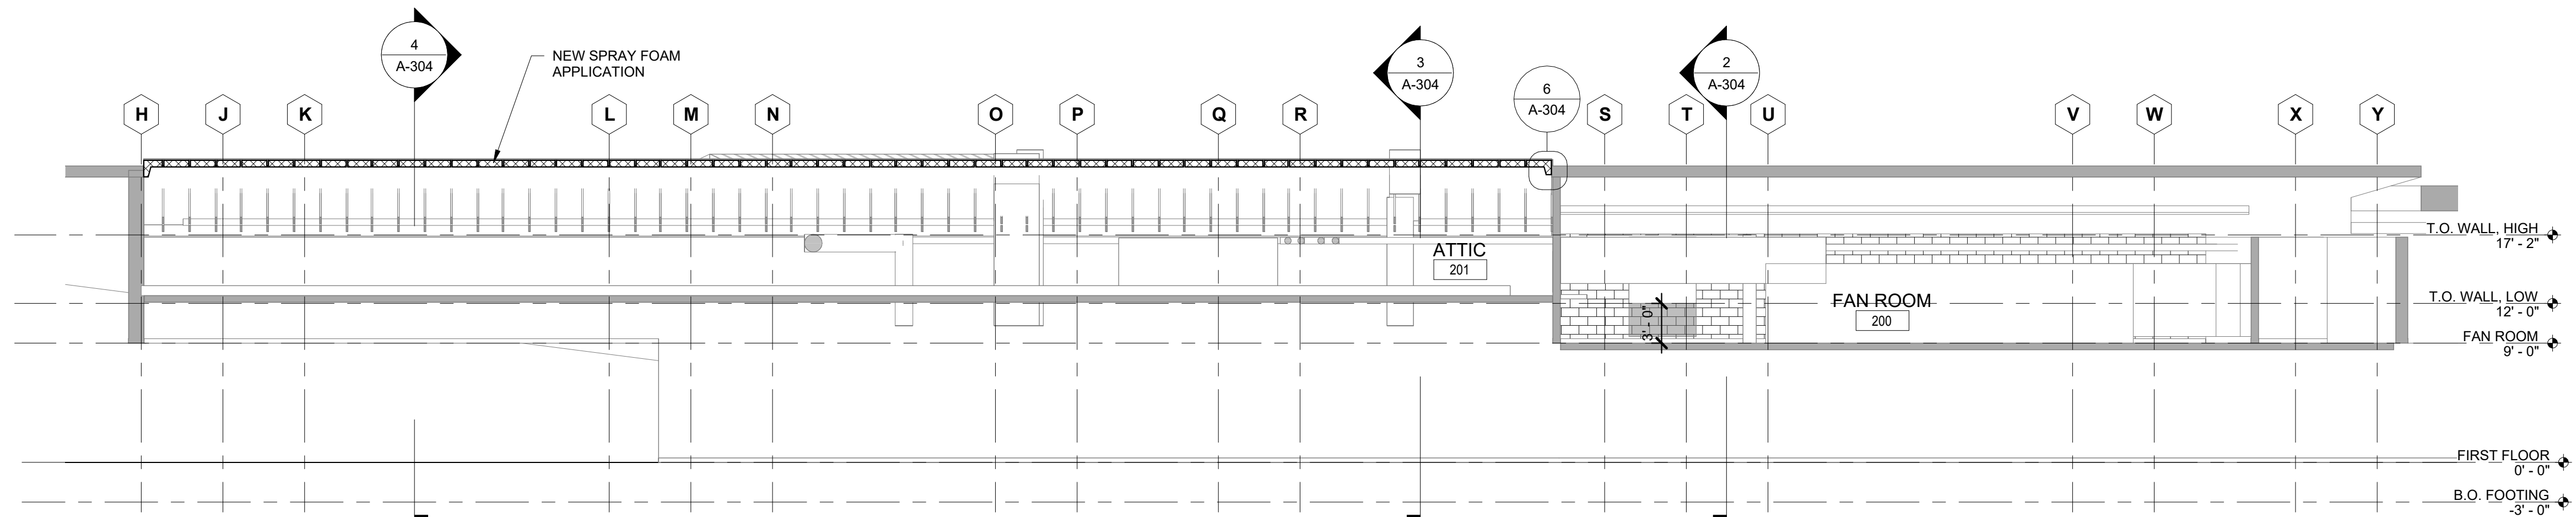 4
A-304
NEW SPRAY FOAM
APPLICATION
3
A-304
6
A-304
2
A-304
H
J
K
L
M
N
O
P
Q
R
S
T
U
V
W
X
Y
T.O. WALL, HIGH
17' - 2"
ATTIC
201
T.O. WALL, LOW
12' - 0"
FAN ROOM
200
3' - 0"
FAN ROOM
9' - 0"
FIRST FLOOR
0' - 0"
B.O. FOOTING
-3' - 0"